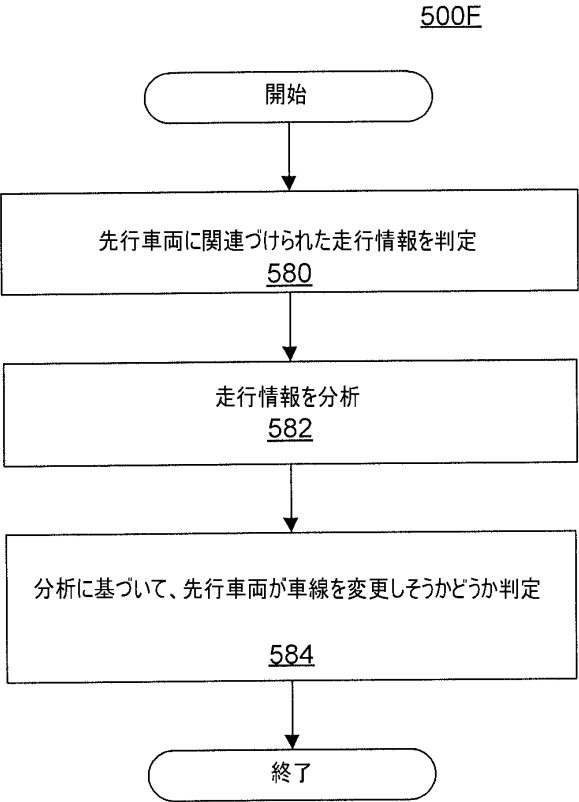 500F
開始
先行車両に関連づけられた走行情報を判定
580
走行情報を分析
582
分析に基づいて、先行車両が車線を変更しそうかどうか判定
584
終了